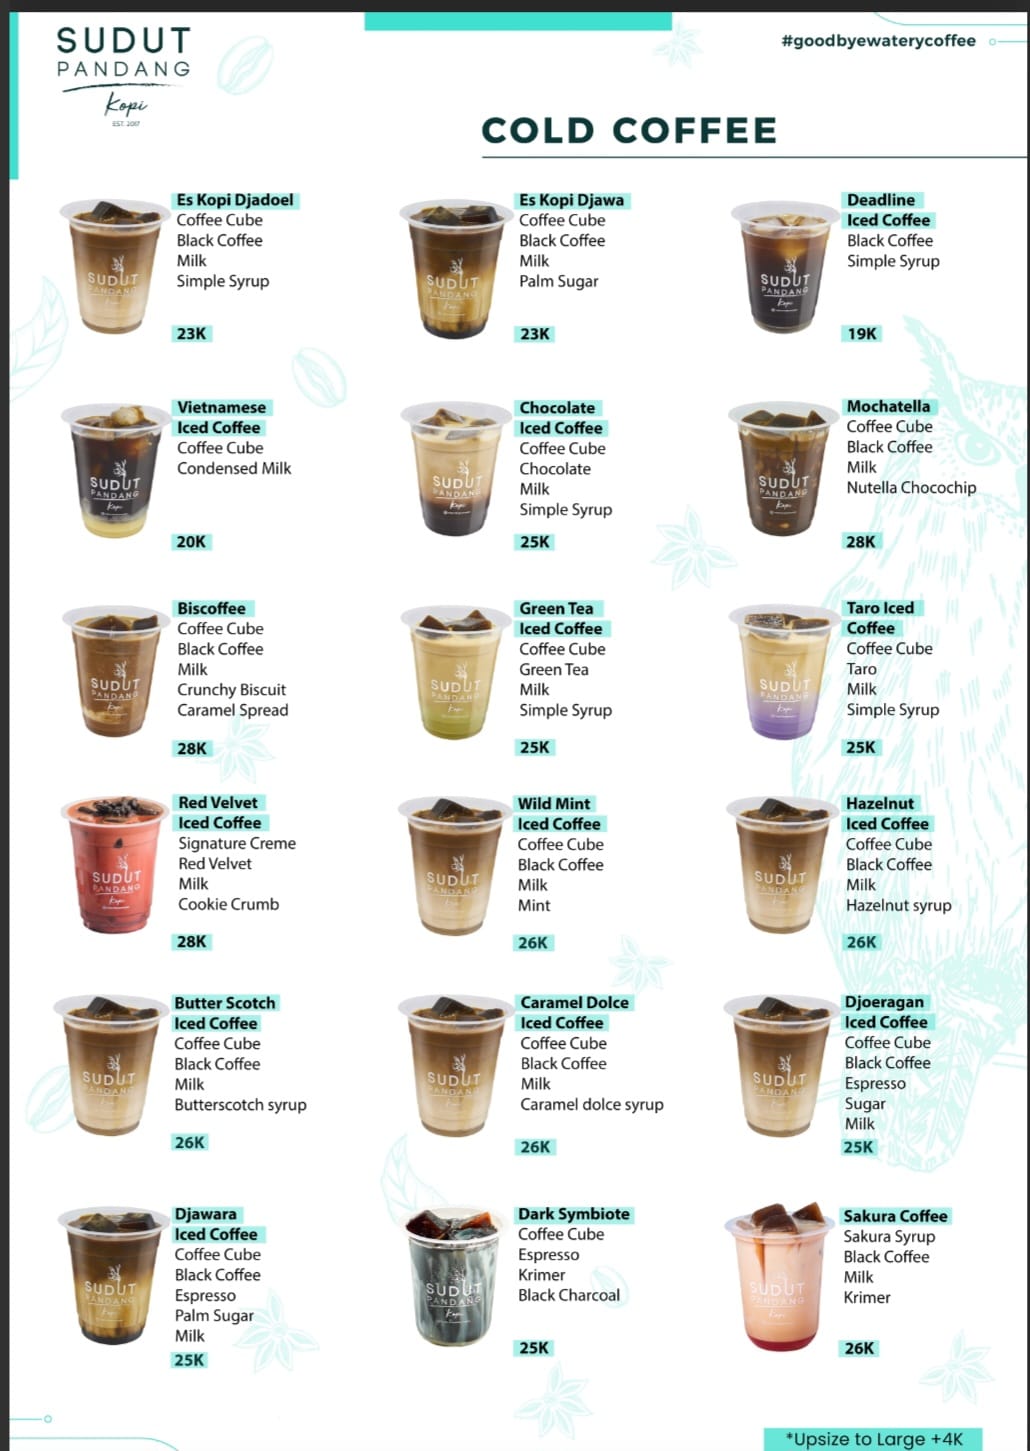 SUDUT
PANDANG
Kopi
EST. 2017
#goodbyewaterycoffee
COLD COFFEE
Es Kopi Djadoel
Coffee Cube
Black Coffee
Milk
Simple Syrup
23K
Es Kopi Djawa
Coffee Cube
Black Coffee
Milk
Palm Sugar
23K
Deadline
Iced Coffee
Black Coffee
Simple Syrup
19K
Vietnamese
Iced Coffee
Coffee Cube
Condensed Milk
20K
Chocolate
Iced Coffee
Coffee Cube
Chocolate
Milk
Simple Syrup
25K
Mochatella
Coffee Cube
Black Coffee
Milk
Nutella Chocochip
28K
Biscoffee
Coffee Cube
Black Coffee
Milk
Crunchy Biscuit
Caramel Spread
28K
Green Tea
Iced Coffee
Coffee Cube
Green Tea
Milk
Simple Syrup
25K
Taro Iced
Coffee
Coffee Cube
Taro
Milk
Simple Syrup
25K
Red Velvet
Iced Coffee
Signature Creme
Red Velvet
Milk
Cookie Crumb
28K
Wild Mint
Iced Coffee
Coffee Cube
Black Coffee
Milk
Mint
26K
Hazelnut
Iced Coffee
Coffee Cube
Black Coffee
Milk
Hazelnut syrup
26K
Butter Scotch
Iced Coffee
Coffee Cube
Black Coffee
Milk
Butterscotch syrup
26K
Caramel Dolce
Iced Coffee
Coffee Cube
Black Coffee
Milk
Caramel dolce syrup
26K
Djoeragan
Iced Coffee
Coffee Cube
Black Coffee
Espresso
Sugar
Milk
25K
Djawara
Iced Coffee
Coffee Cube
Black Coffee
Espresso
Palm Sugar
Milk
25K
Dark Symbiote
Coffee Cube
Espresso
Krimer
Black Charcoal
25K
Sakura Coffee
Sakura Syrup
Black Coffee
Milk
Krimer
26K
*Upsize to Large +4K